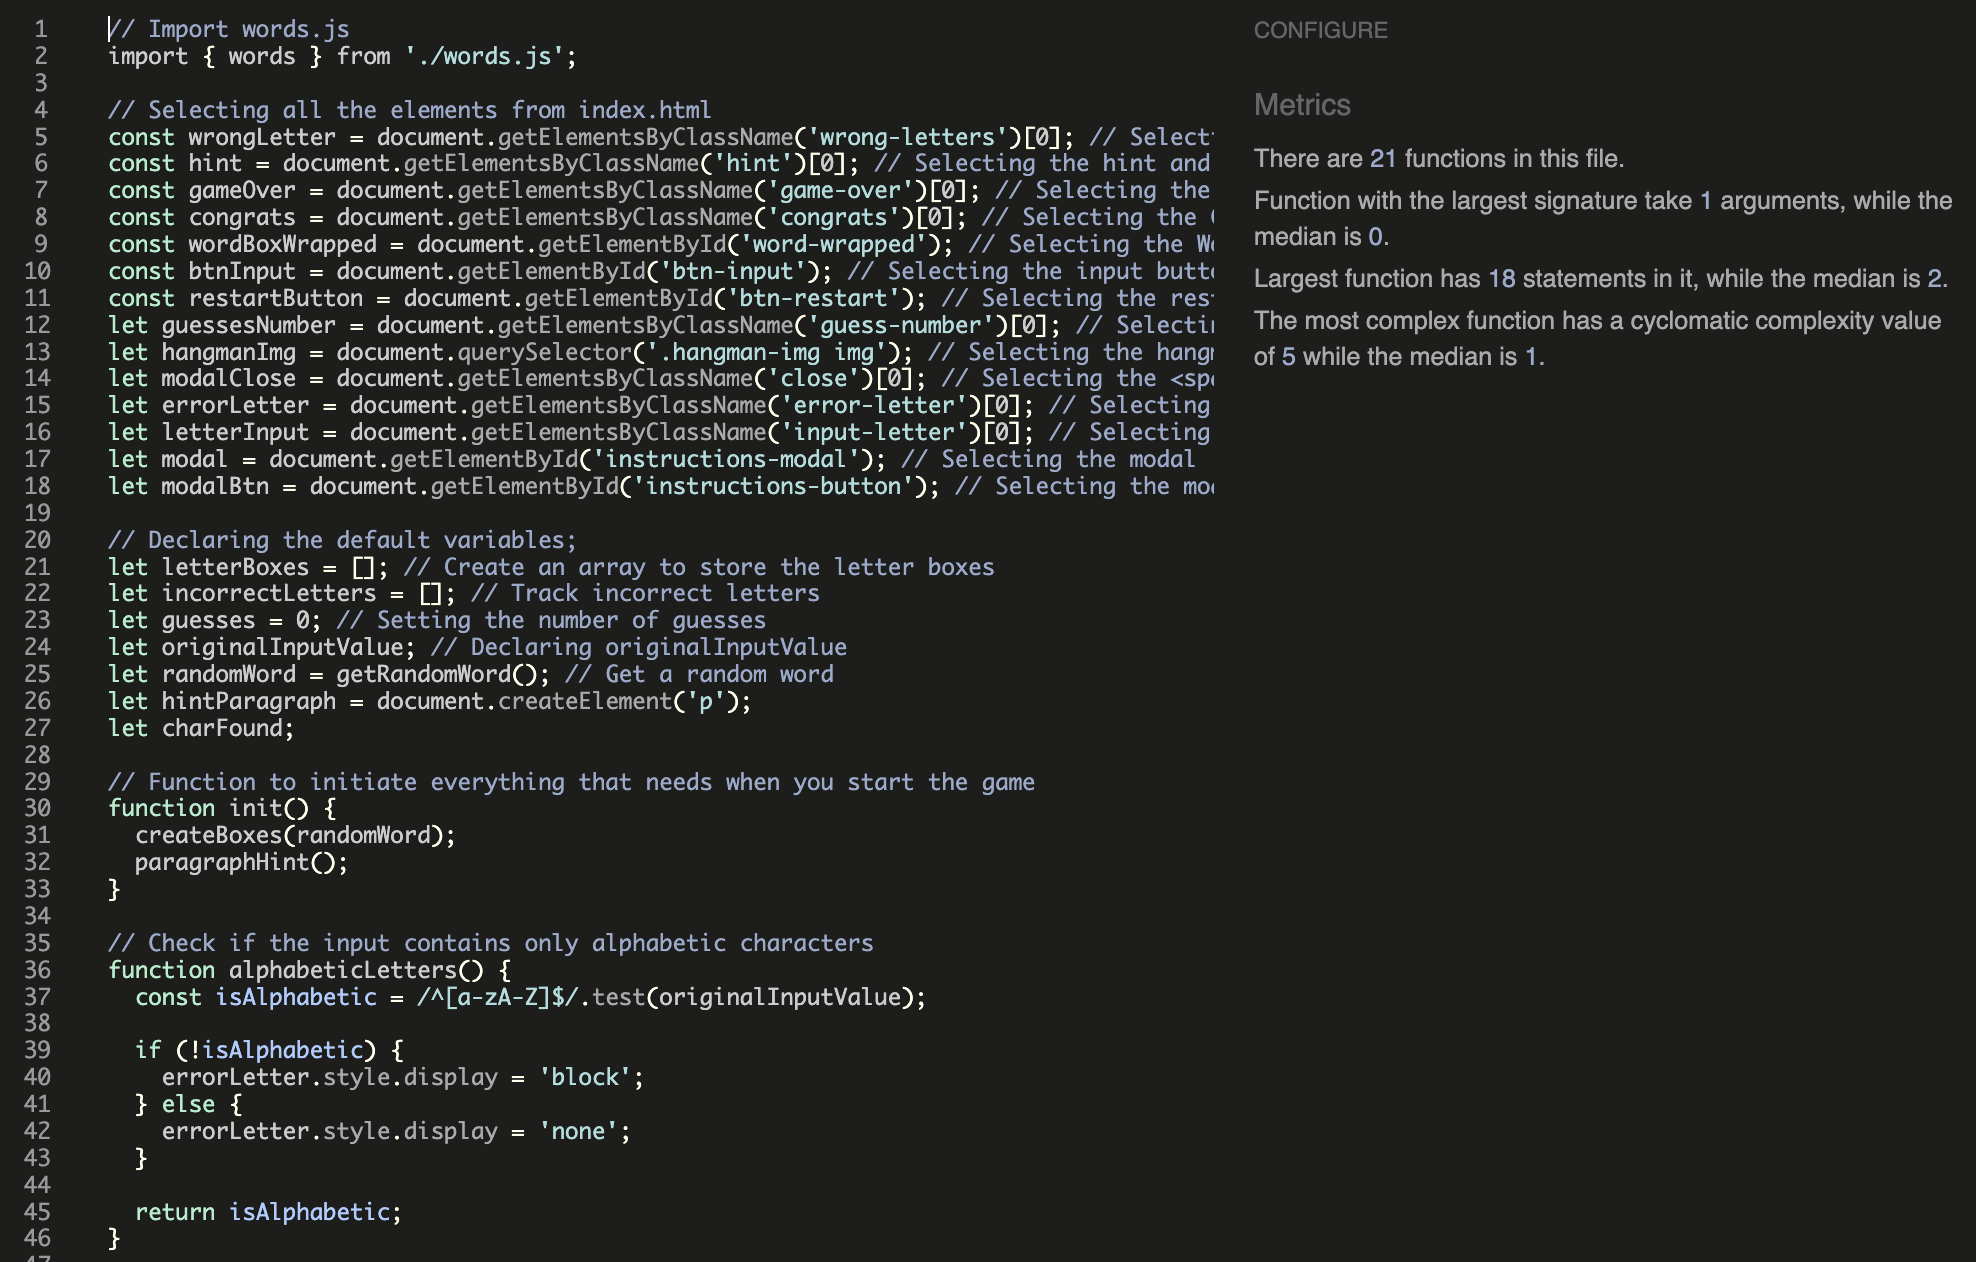 1 // Import words.js
2 import { words } from './words.js';
3
4 // Selecting all the elements from index.html
5 const wrongLetter = document.getElementsByClassName('wrong-letters')[0]; //
6 const hint = document.getElementsByClassName('hint')[0]; // Selecting the hint and
7 const gameOver = document.getElementsByClassName('game-over')[0]; // Selecting the
8 const congrats = document.getElementsByClassName('congrats')[0]; // Selecting the
9 const wordBoxWrapped = document.getElementById('word-wrapped'); // Selecting the
10 const btnInput = document.getElementById('btn-input'); // Selecting the input
11 const restartButton = document.getElementById('btn-restart'); // Selecting the
12 let guessesNumber = document.getElementsByClassName('guess-number')[0]; //
13 let hangmanImg = document.querySelector('.hangman-img img'); // Selecting the
14 let modalClose = document.getElementsByClassName('close')[0]; // Selecting the
15 let errorLetter = document.getElementsByClassName('error-letter')[0]; // Selecting
16 let letterInput = document.getElementsByClassName('input-letter')[0]; // Selecting
17 let modal = document.getElementById('instructions-modal'); // Selecting the modal
18 let modalBtn = document.getElementById('instructions-button'); // Selecting the
19
20 // Declaring the default variables;
21 let letterBoxes = []; // Create an array to store the letter boxes
22 let incorrectLetters = []; // Track incorrect letters
23 let guesses = 0; // Setting the number of guesses
24 let originalInputValue; // Declaring originalInputValue
25 let randomWord = getRandomWord(); // Get a random word
26 let hintParagraph = document.createElement('p');
27 let charFound;
28
29 // Function to initiate everything that needs when you start the game
30 function init() {
31 createBoxes(randomWord);
32 paragraphHint();
33 }
34
35 // Check if the input contains only alphabetic characters
36 function alphabeticLetters() {
37 const isAlphabetic = /^[a-zA-Z]$/.test(originalInputValue);
38
39 if (!isAlphabetic) {
40 errorLetter.style.display = 'block';
41 } else {
42 errorLetter.style.display = 'none';
43 }
44
45 return isAlphabetic;
46 }
CONFIGURE
Metrics
There are 21 functions in this file.
Function with the largest signature take 1 arguments, while the
median is 0.
Largest function has 18 statements in it, while the median is 2.
The most complex function has a cyclomatic complexity value
of 5 while the median is 1.